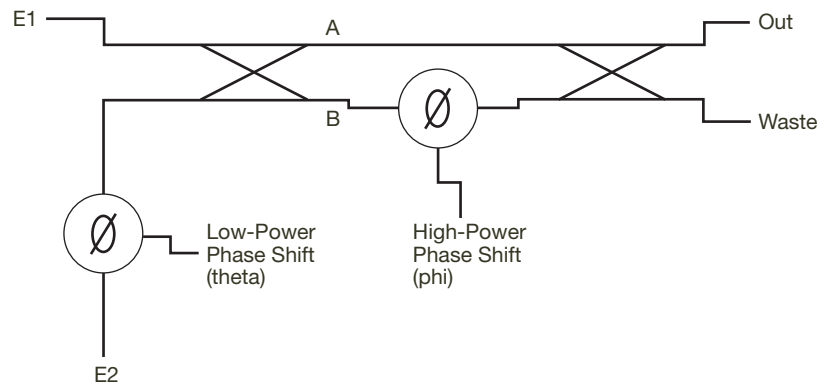 E1
A
Out
B
Waste
Ø
Ø
Low-Power
Phase Shift
(theta)
High-Power
Phase Shift
(phi)
E2